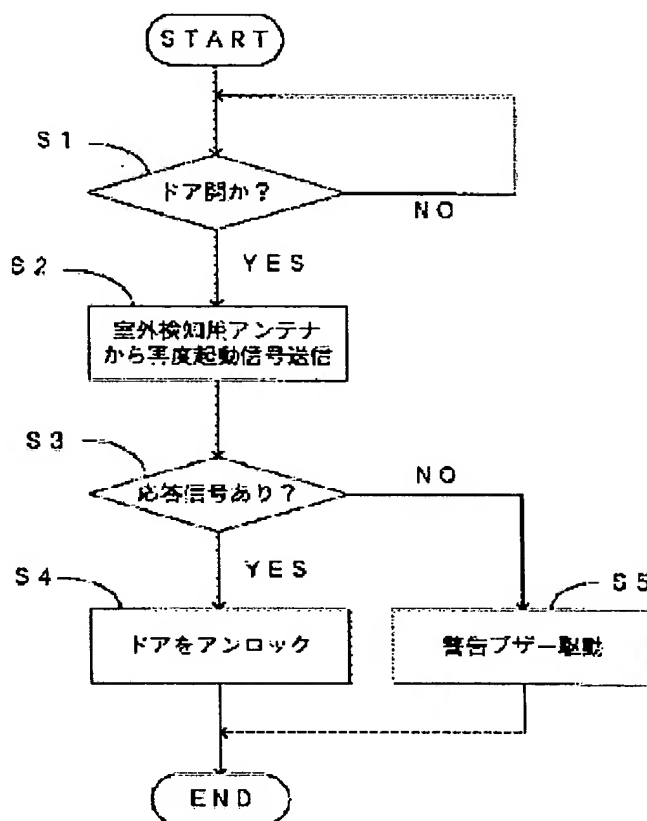 START
S1
ドア開か？
NO
YES
S2
室外検知用アンテナ
から再度起動信号送信
S3
応答信号あり？
NO
YES
S4
ドアをアンロック
S5
警告ブザー駆動
END